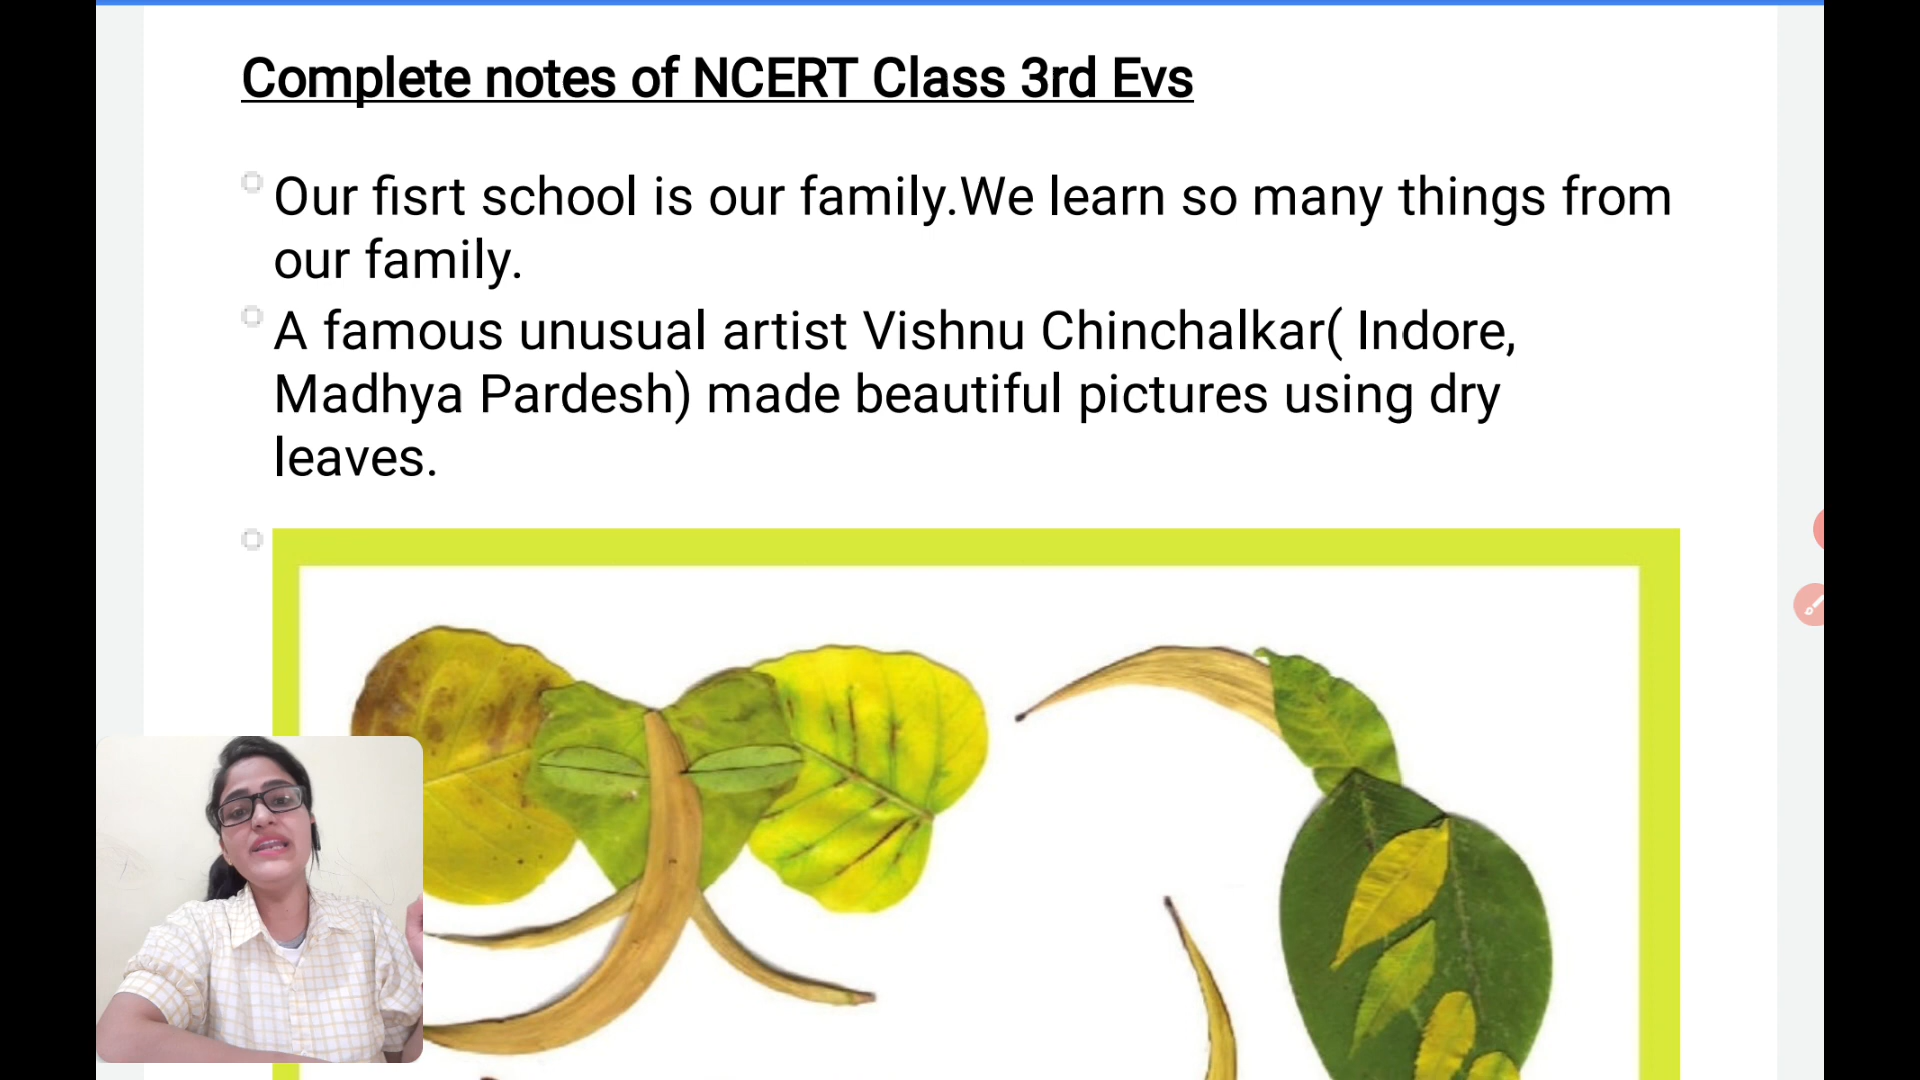 Complete notes of NCERT Class 3rd Evs
Our fisrt school is our family.We learn so many things from
our family.
A famous unusual artist Vishnu Chinchalkar( Indore,
Madhya Pardesh) made beautiful pictures using dry
leaves.